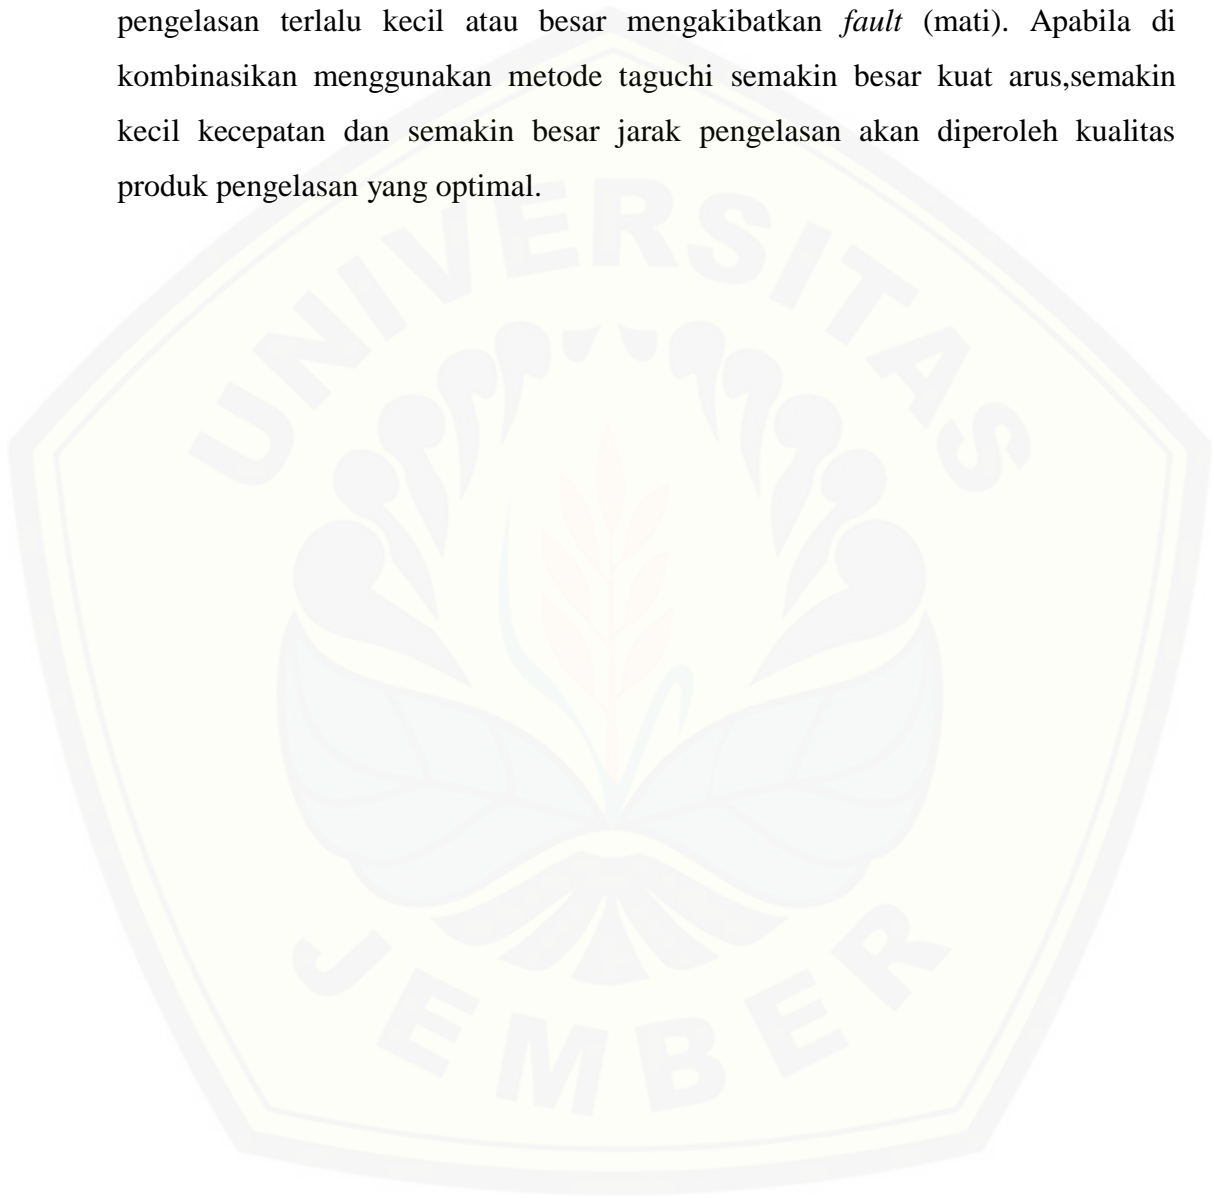 pengelasan terlalu kecil atau besar mengakibatkan fault (mati). Apabila di
kombinasikan menggunakan metode taguchi semakin besar kuat arus,semakin
kecil kecepatan dan semakin besar jarak pengelasan akan diperoleh kualitas
produk pengelasan yang optimal.
UNIVERSITAS
JEMBER